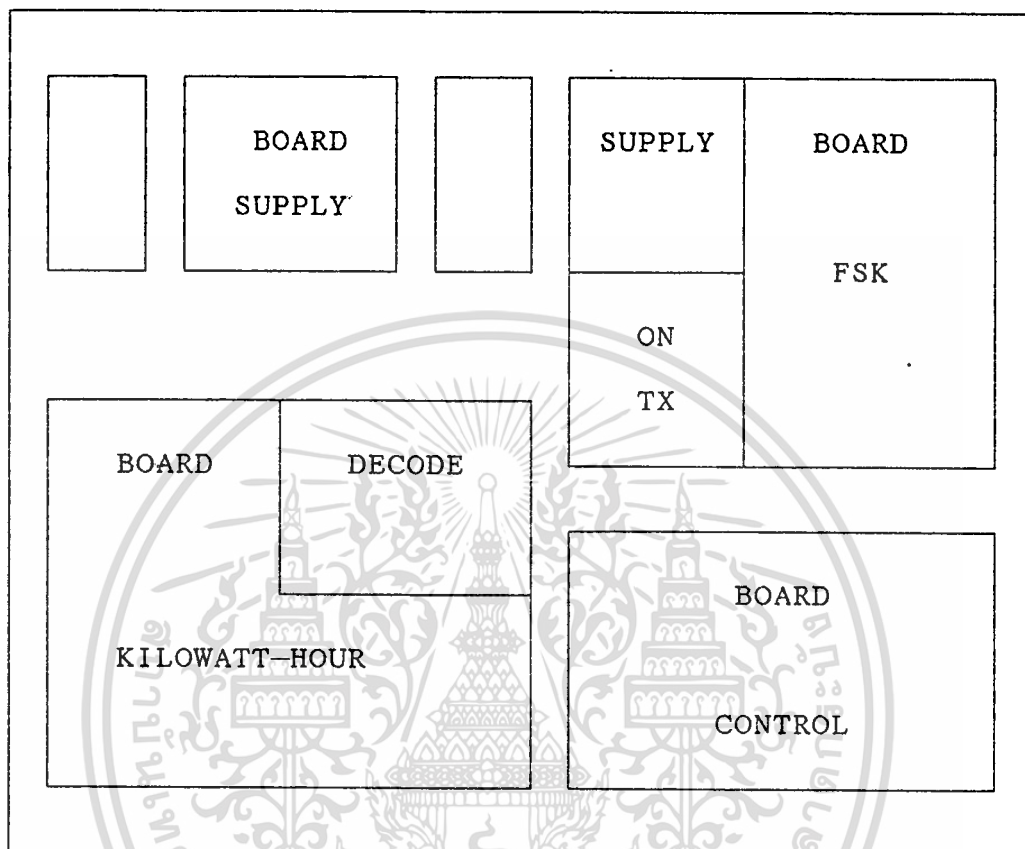 BOARD
SUPPLY
SUPPLY
BOARD
FSK
ON
TX
BOARD
DECODE
KILOWATT-HOUR
BOARD
CONTROL